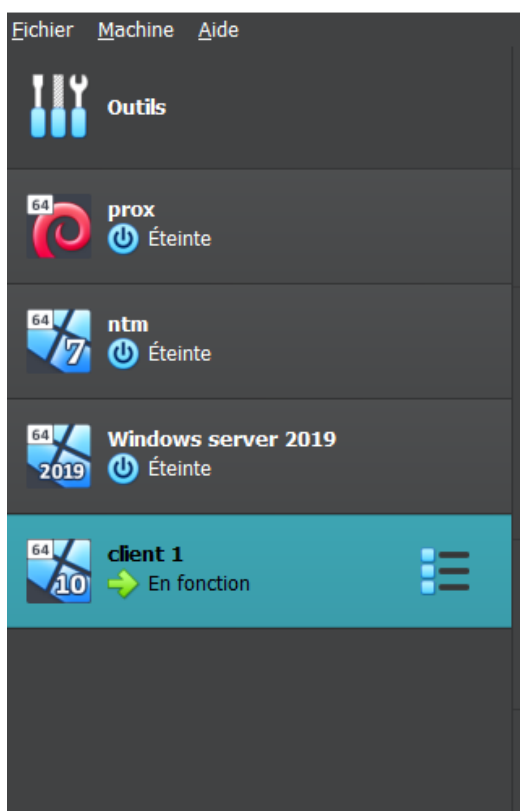 Fichier Machine Aide
Outils
64
prox
Éteinte
64
7
ntm
Éteinte
64
2019
Windows server 2019
Éteinte
64
10
client 1
En fonction